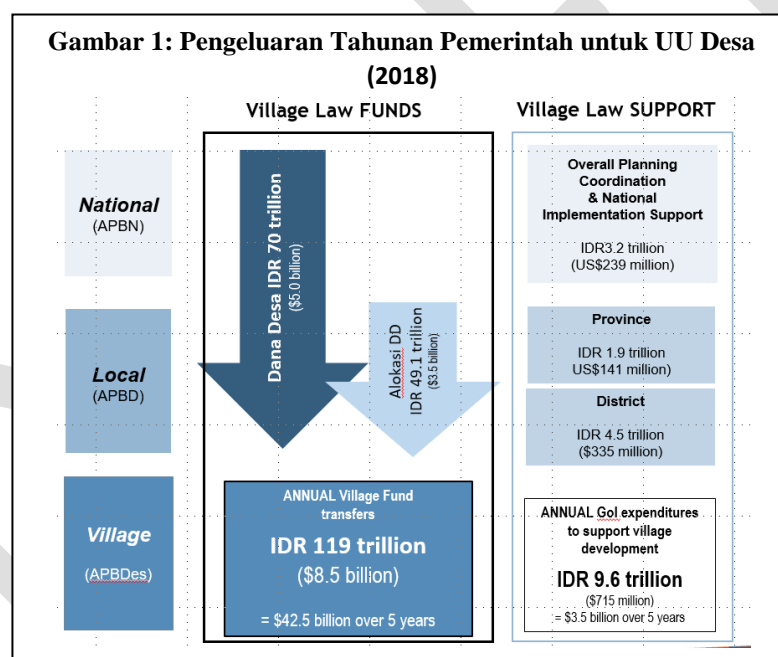 Gambar 1: Pengeluaran Tahunan Pemerintah untuk UU Desa
(2018)
Village Law FUNDS
Village Law SUPPORT
National
(APBN)
Dana Desa IDR 70 trillion
($5.0 billion)
Overall Planning
Coordination
& National
Implementation Support
IDR3.2 trillion
(US$239 million)
Local
(APBD)
Alokasi DD
IDR 49.1 trillion
($3.5 billion)
Province
IDR 1.9 trillion
US$141 million)
District
IDR 4.5 trillion
($335 million)
Village
(APBDes)
ANNUAL Village Fund
transfers
IDR 119 trillion
($8.5 billion)
= $42.5 billion over 5 years
ANNUAL GoI expenditures
to support village
development
IDR 9.6 trillion
($715 million)
= $3.5 billion over 5 years